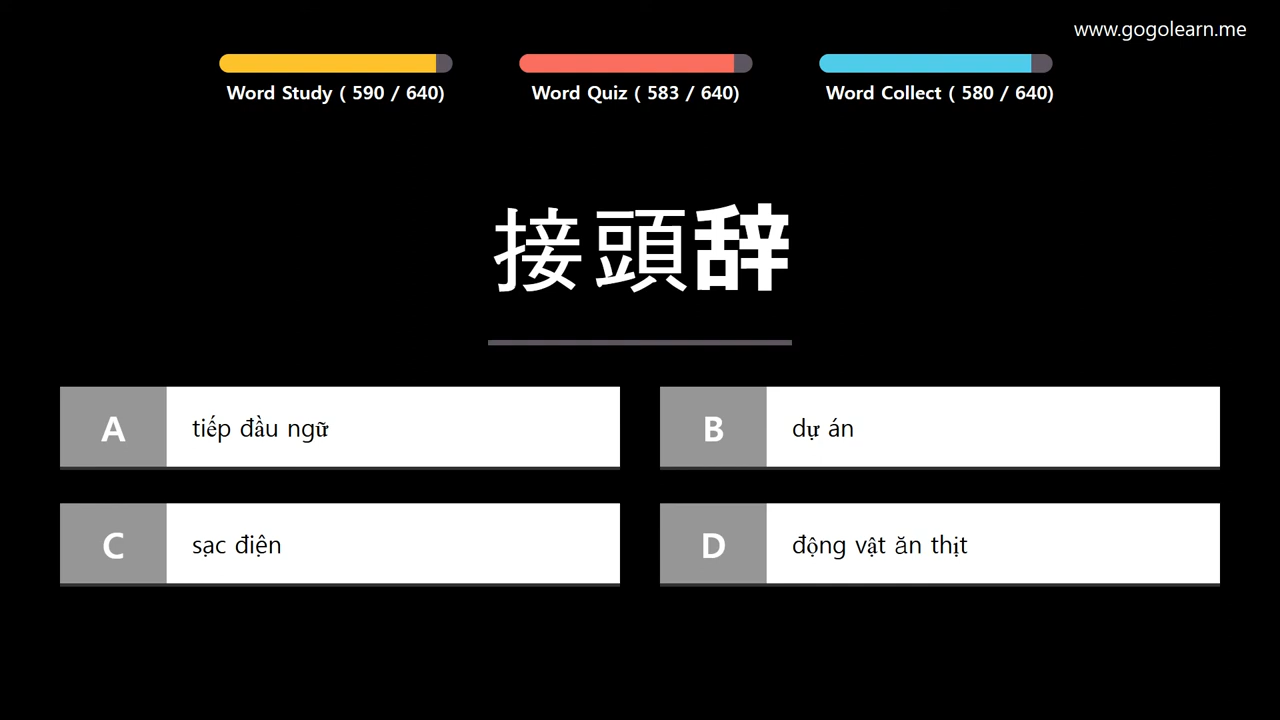 www.gogolearn.me
Word Study ( 590 / 640)
Word Quiz ( 583 / 640)
Word Collect ( 580 / 640)
接頭辞
A tiếp đầu ngữ
B dự án
C sạc điện
D động vật ăn thịt